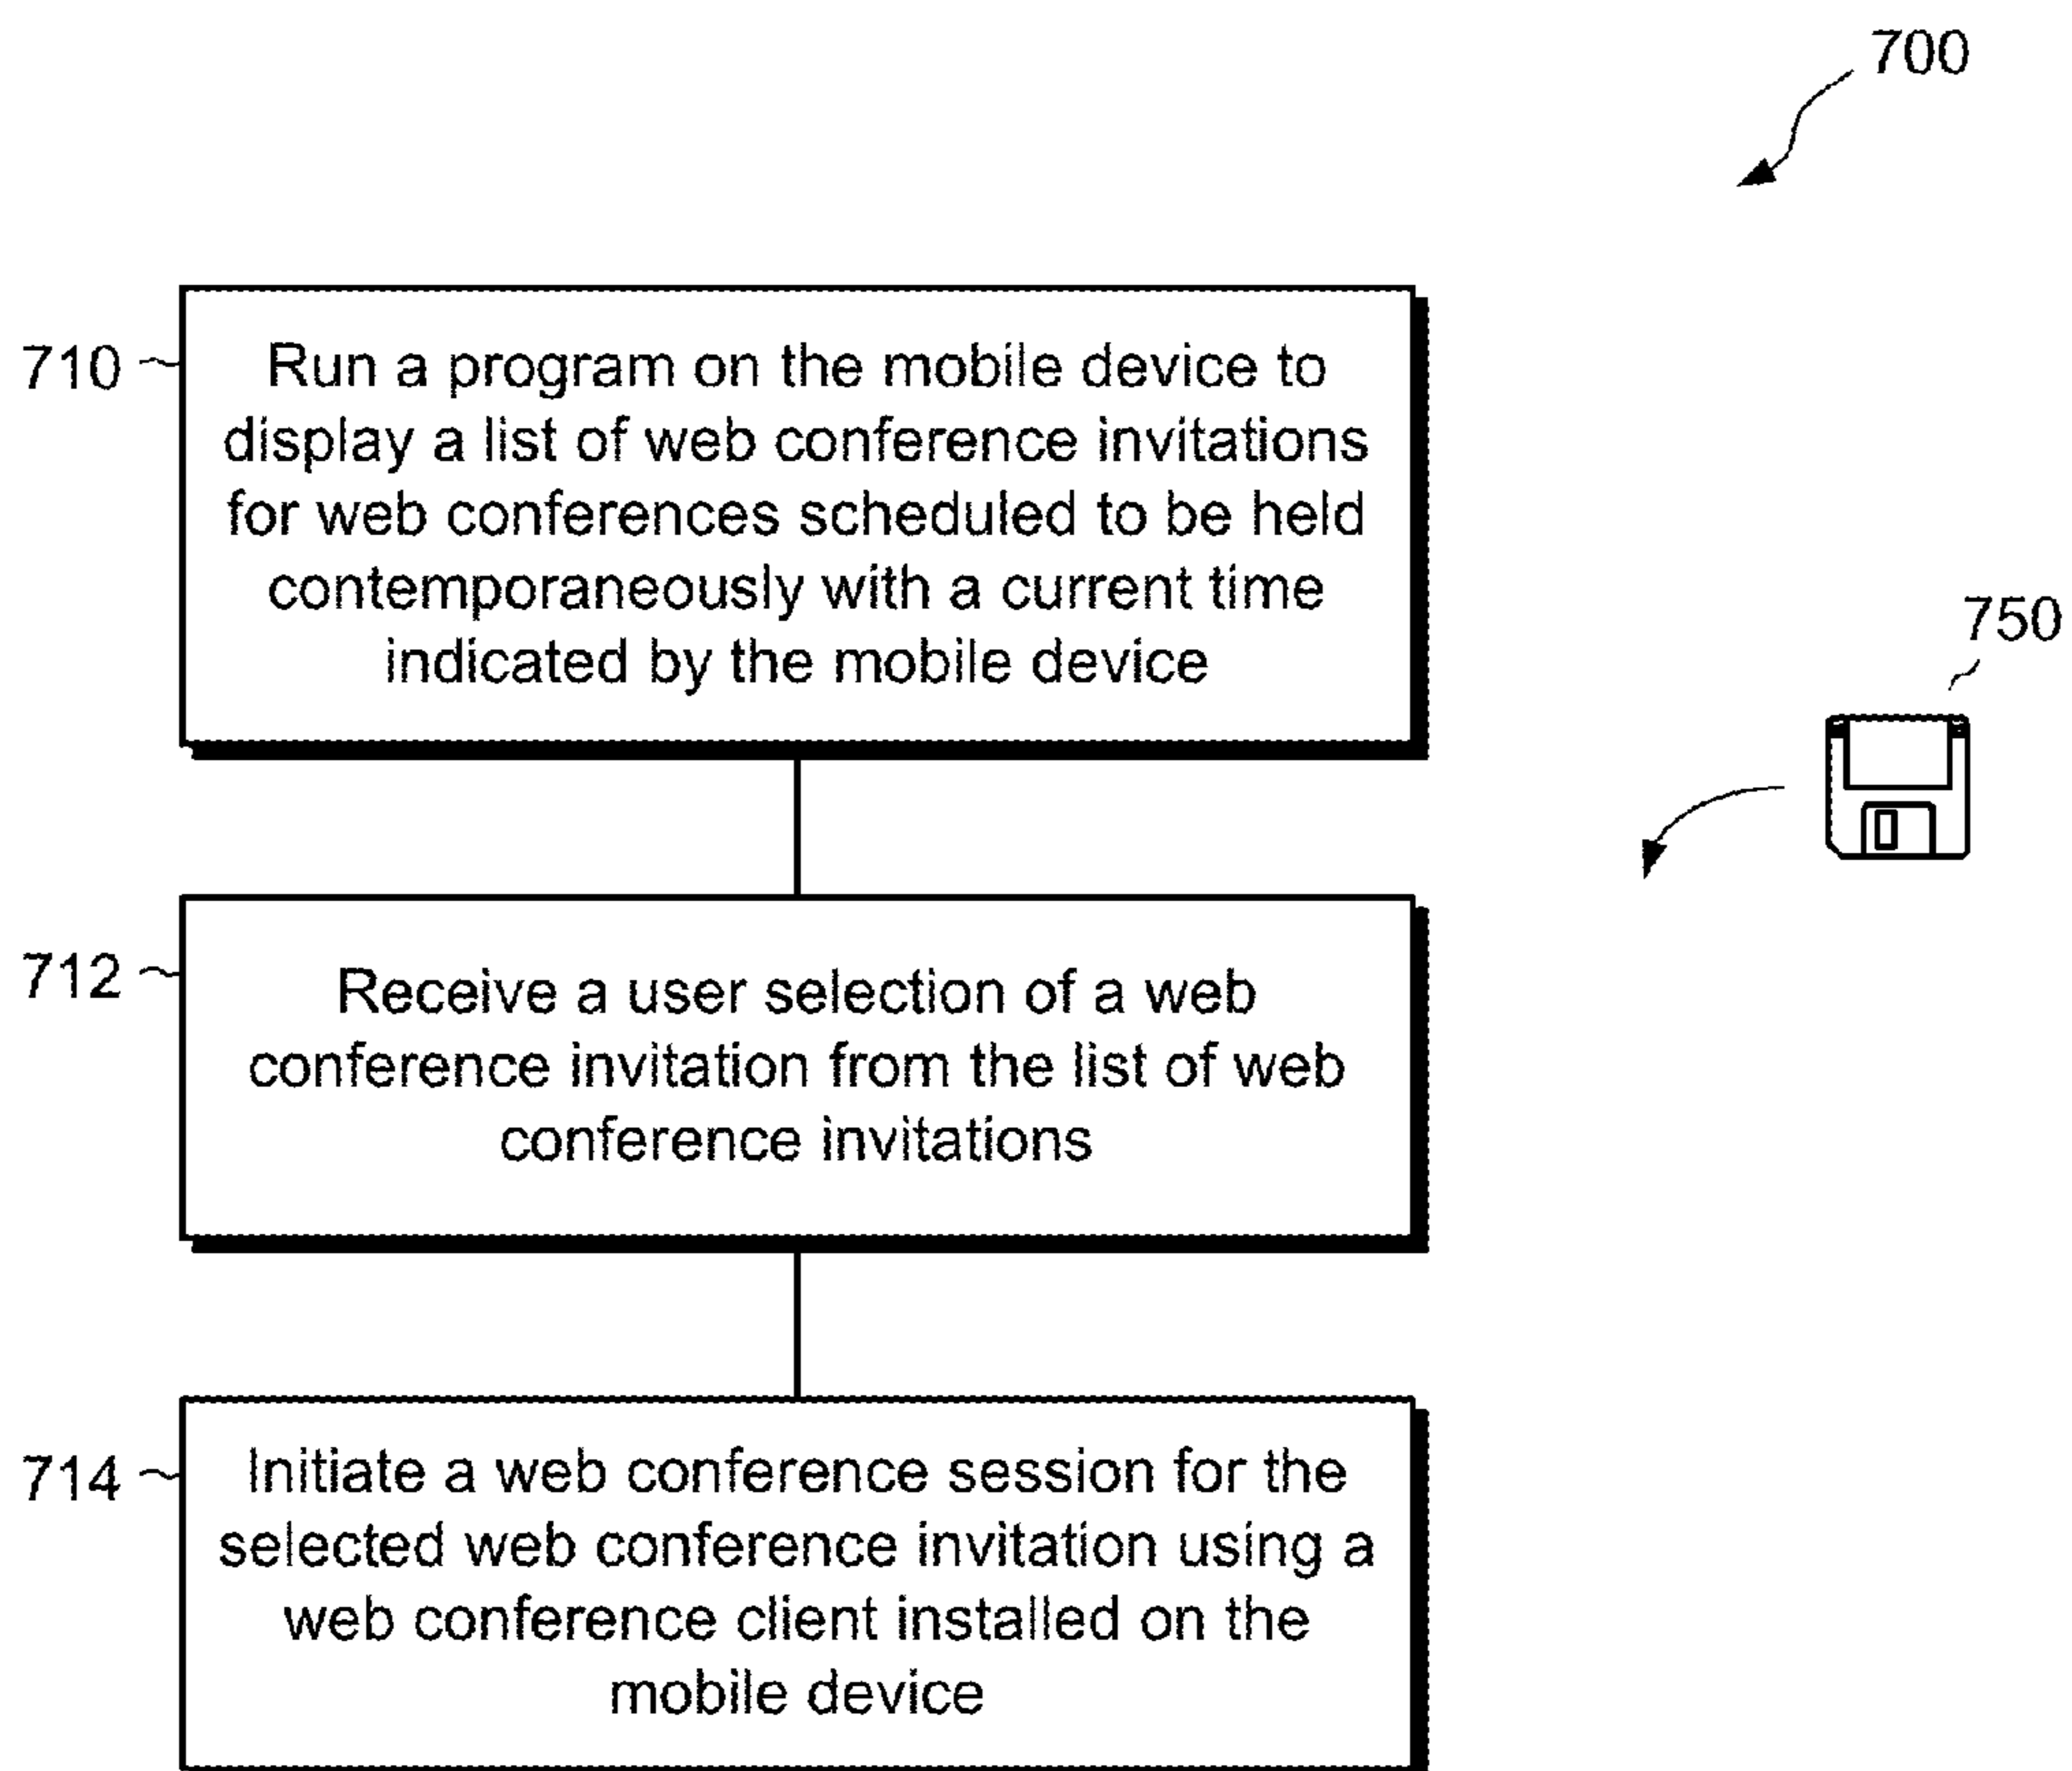 700
710
Run a program on the mobile device to
display a list of web conference invitations
for web conferences scheduled to be held
contemporaneously with a current time
indicated by the mobile device
750
712
Receive a user selection of a web
conference invitation from the list of web
conference invitations
714
Initiate a web conference session for the
selected web conference invitation using a
web conference client installed on the
mobile device